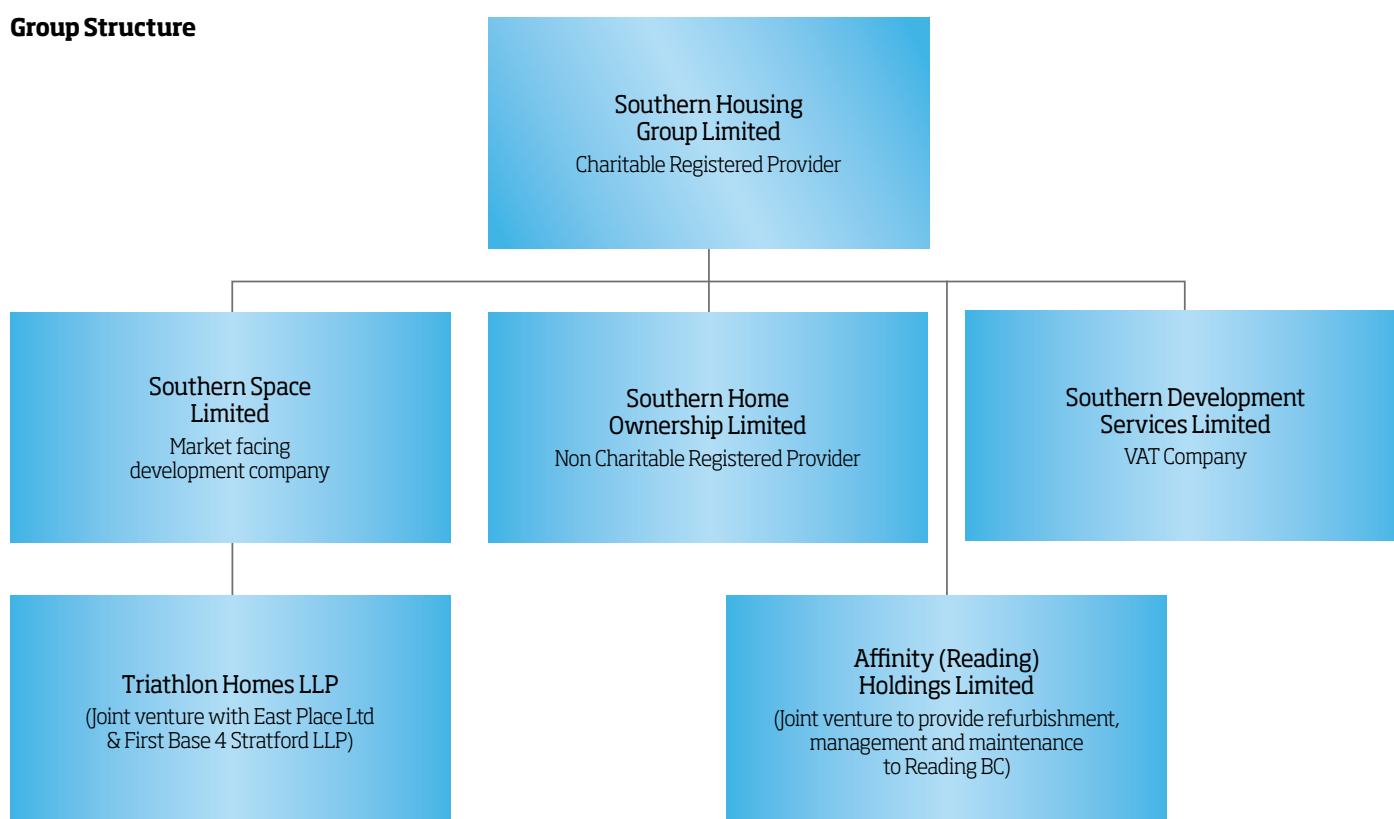 Group Structure
Southern Housing
Group Limited
Charitable Registered Provider
Southern Space
Limited
Market facing
development company
Southern Home
Ownership Limited
Non Charitable Registered Provider
Southern Development
Services Limited
VAT Company
Triathlon Homes LLP
(Joint venture with East Place Ltd
& First Base 4 Stratford LLP)
Affinity (Reading)
Holdings Limited
(Joint venture to provide refurbishment,
management and maintenance
to Reading BC)